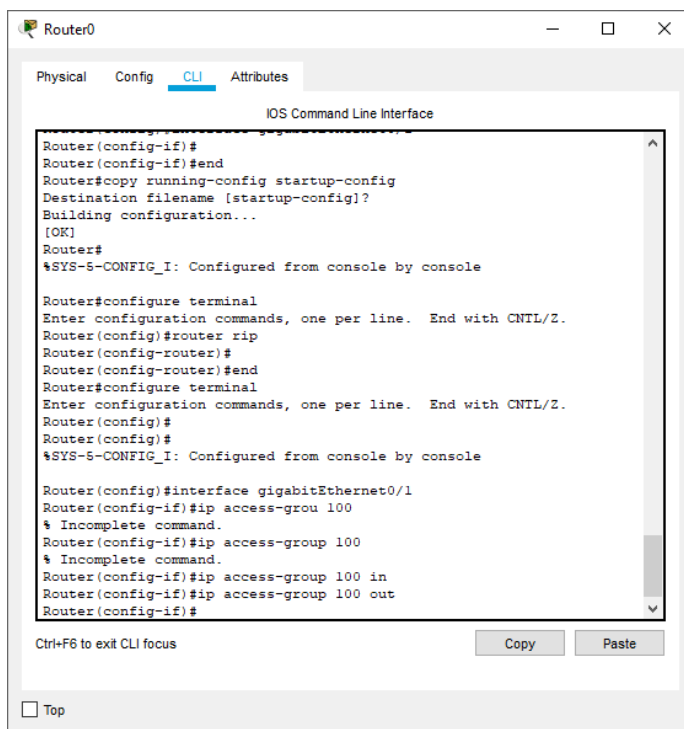 Router0
Physical Config CLI Attributes
IOS Command Line Interface
Router(config-if)#
Router(config-if)#end
Router#copy running-config startup-config
Destination filename [startup-config]?
Building configuration...
[OK]
Router#
%SYS-5-CONFIG_I: Configured from console by console
Router#configure terminal
Enter configuration commands, one per line.  End with CNTL/Z.
Router(config)#router rip
Router(config-router)#
Router(config-router)#end
Router#configure terminal
Enter configuration commands, one per line.  End with CNTL/Z.
Router(config)#
Router(config)#
%SYS-5-CONFIG_I: Configured from console by console
Router(config)#interface gigabitEthernet0/1
Router(config-if)#ip access-grou 100
% Incomplete command.
Router(config-if)#ip access-group 100
% Incomplete command.
Router(config-if)#ip access-group 100 in
Router(config-if)#ip access-group 100 out
Router(config-if)#
Ctrl+F6 to exit CLI focus
Copy Paste
Top